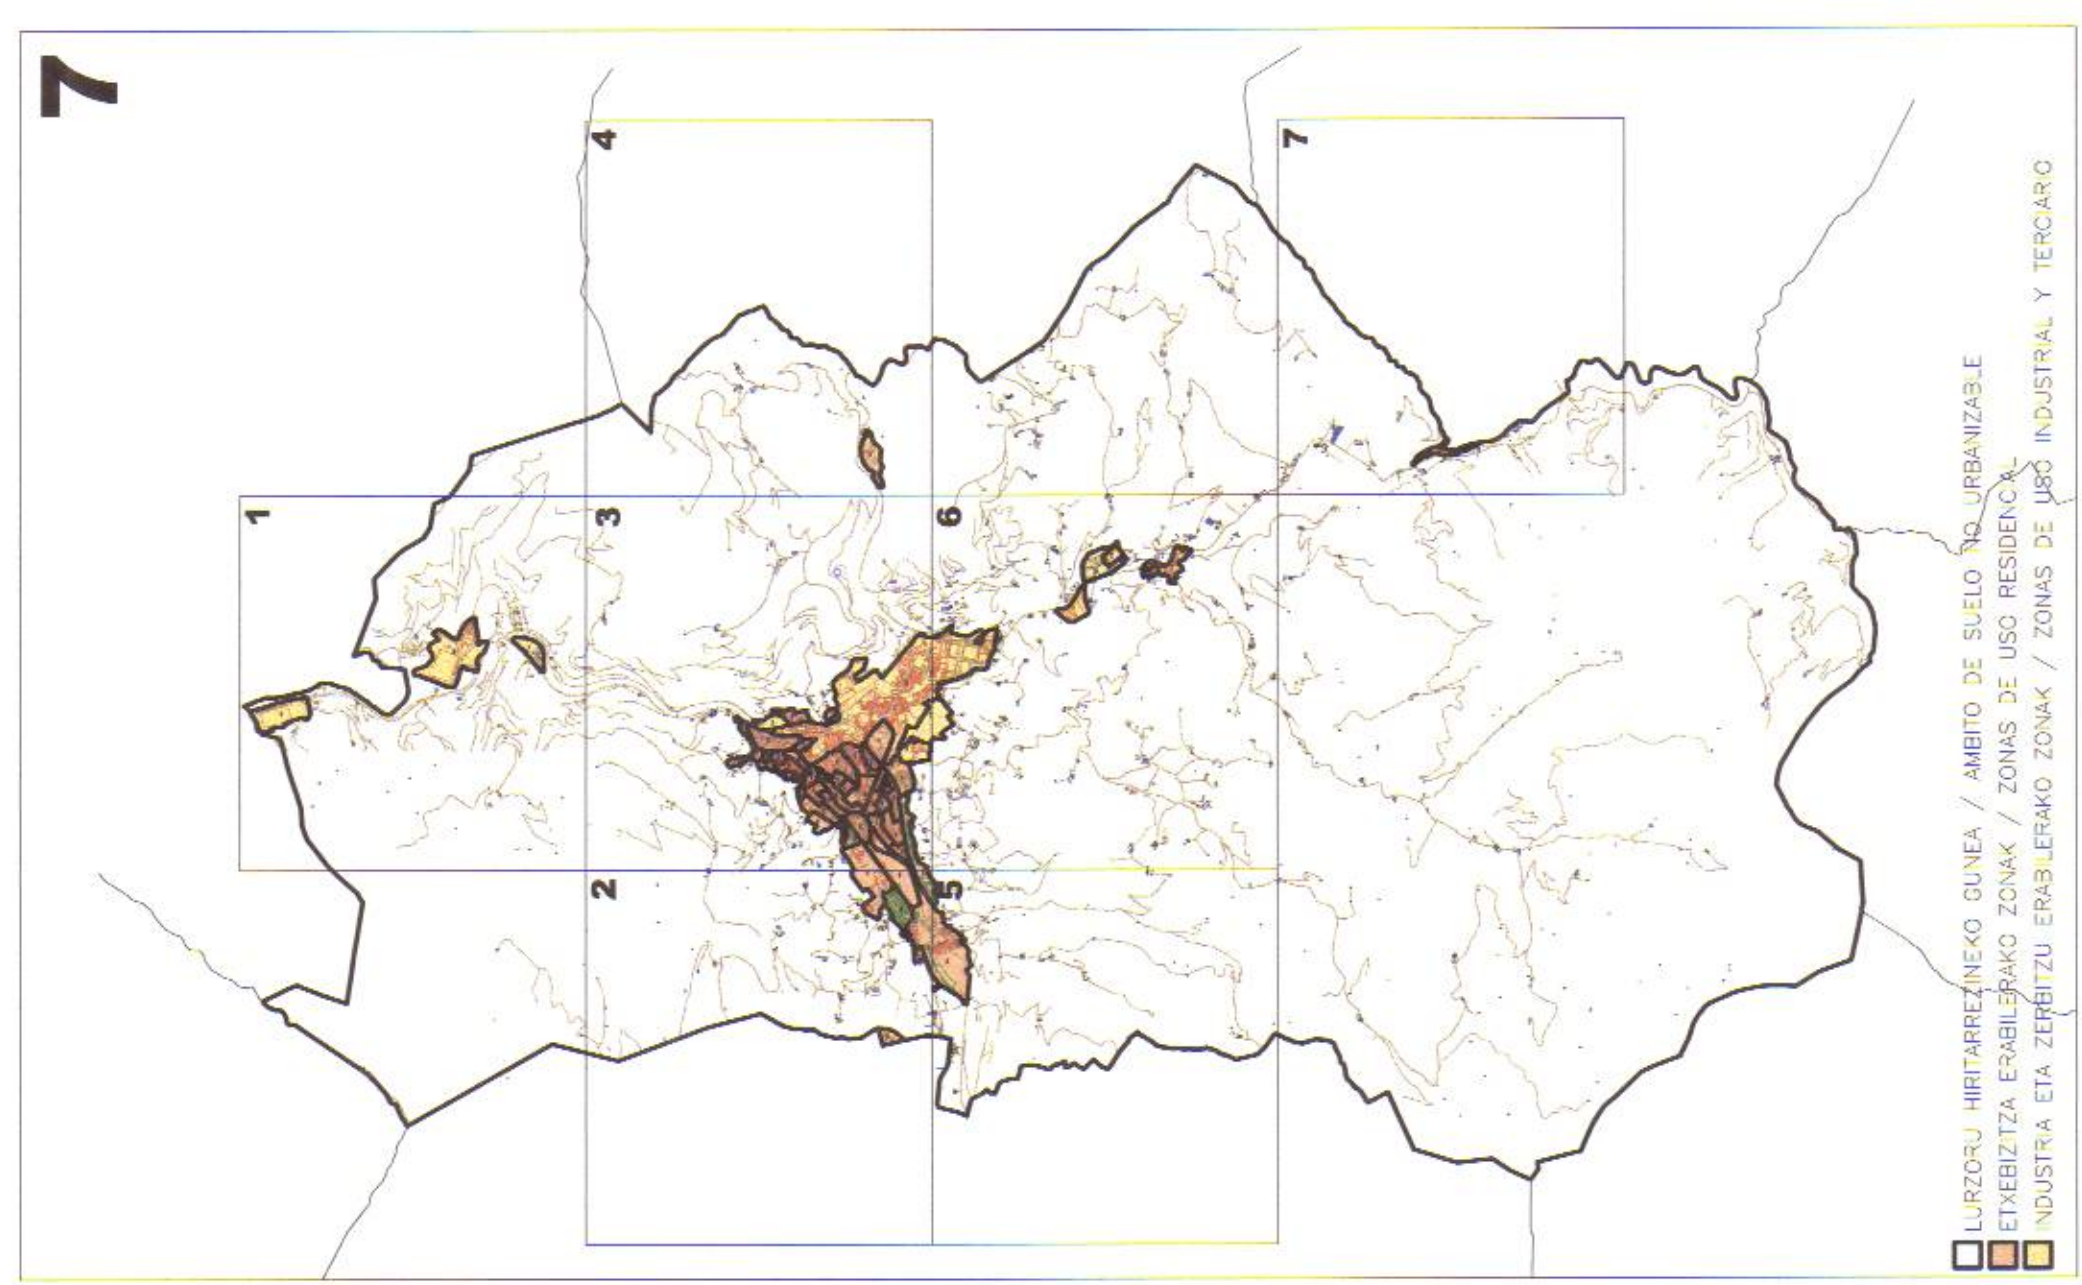 7
1
2 3 4
5 6
7
LURZORU HIRITARREZINEKO GUNEA / AMBITO DE SUELO NO URBANIZABLE
ETXEBIZITZA ERABILERAKO ZONAK / ZONAS DE USO RESIDENCIAL
INDUSTRIA ETA ZERBITZU ERABILERAKO ZONAK / ZONAS DE USO INDUSTRIAL Y TERCIARIO